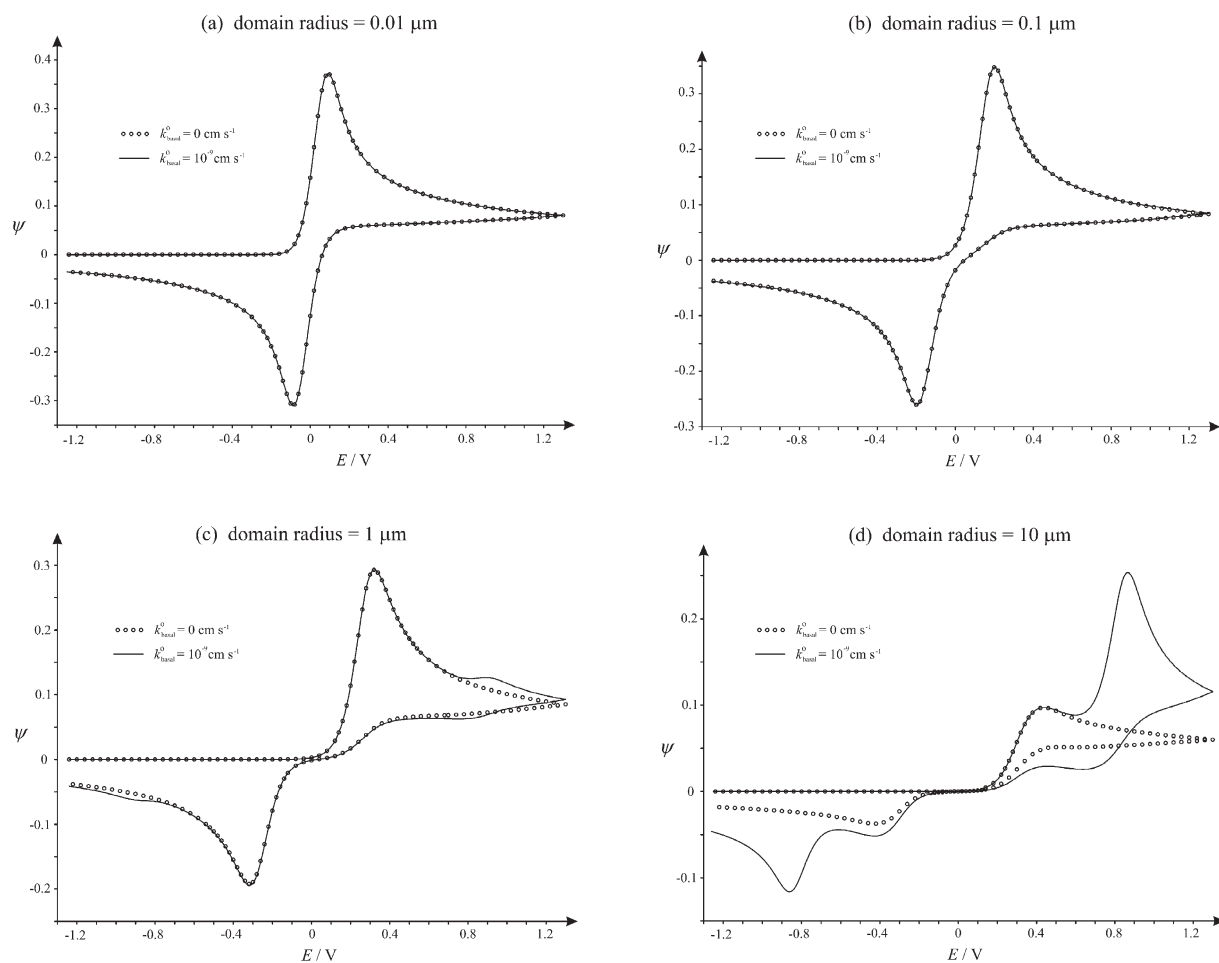 (a) domain radius = 0.01 μm
0.4
0.3
0.2
0.1
0
-0.1
-0.2
-0.3
ψ
k°basal = 0 cm s⁻¹
k°basal = 10⁻⁹ cm s⁻¹
-1.2 -0.8 -0.4 0 0.4 0.8 1.2
E / V
(b) domain radius = 0.1 μm
0.3
0.2
0.1
0
-0.1
-0.2
-0.3
ψ
k°basal = 0 cm s⁻¹
k°basal = 10⁻⁹ cm s⁻¹
-1.2 -0.8 -0.4 0 0.4 0.8 1.2
E / V
(c) domain radius = 1 μm
0.3
0.2
0.1
0
-0.1
-0.2
ψ
k°basal = 0 cm s⁻¹
k°basal = 10⁻⁹ cm s⁻¹
-1.2 -0.8 -0.4 0 0.4 0.8 1.2
E / V
(d) domain radius = 10 μm
0.2
0.1
0
-0.1
ψ
k°basal = 0 cm s⁻¹
k°basal = 10⁻⁹ cm s⁻¹
-1.2 -0.8 -0.4 0 0.4 0.8 1.2
E / V